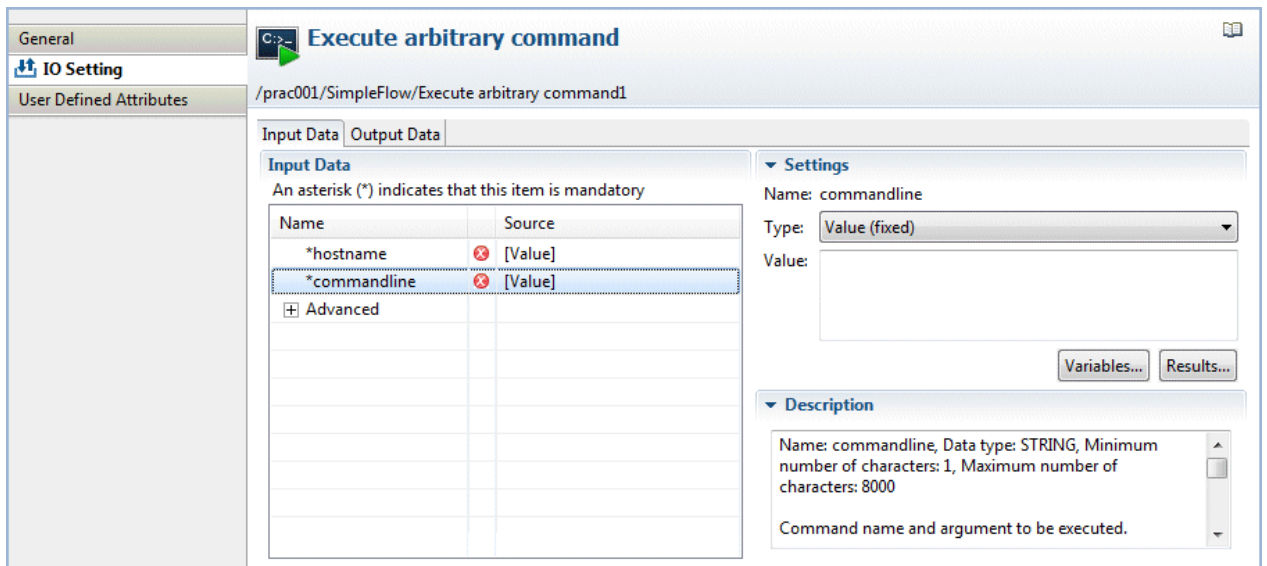 General
IO Setting
User Defined Attributes
C:>_
Execute arbitrary command
/prac001/SimpleFlow/Execute arbitrary command1
Input Data Output Data
Input Data
An asterisk (*) indicates that this item is mandatory
Name Source
*hostname [Value]
*commandline [Value]
Advanced
Settings
Name: commandline
Type: Value (fixed)
Value:
Variables... Results...
Description
Name: commandline, Data type: STRING, Minimum
number of characters: 1, Maximum number of
characters: 8000
Command name and argument to be executed.